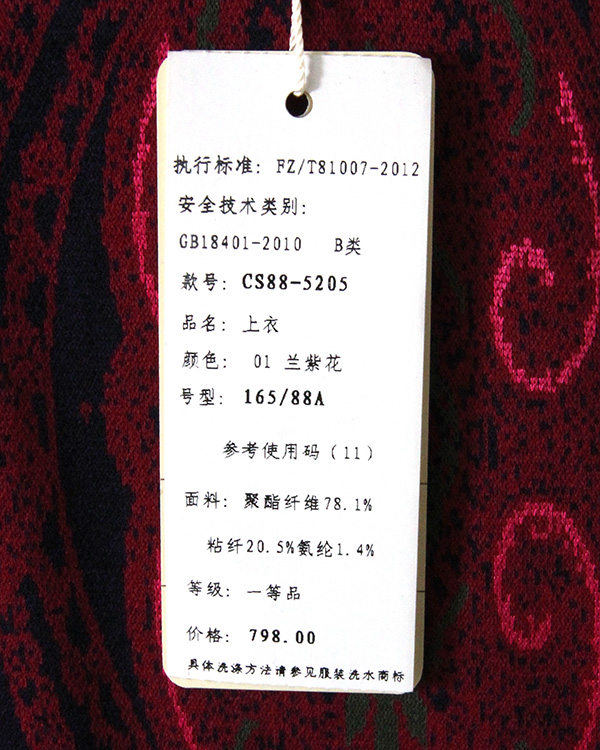 执行标准: FZ/T81007-2012
安全技术类别:
GB18401-2010 B类
款号: CS88-5205
品名: 上衣
颜色: 01 兰紫花
号型: 165/88A
参考使用码(11)
面料: 聚酯纤维78.1%
粘纤20.5%氨纶1.4%
等级: 一等品
价格: 798.00
具体洗涤方法请参见服装洗水商标